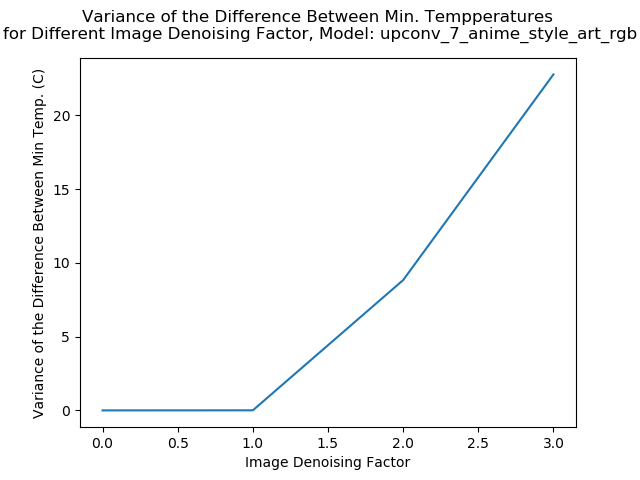 Variance of the Difference Between Min. Tempperatures
for Different Image Denoising Factor, Model: upconv_7_anime_style_art_rgb
Variance of the Difference Between Min Temp. (C)
20
15
10
5
0
0.0 0.5 1.0 1.5 2.0 2.5 3.0
Image Denoising Factor